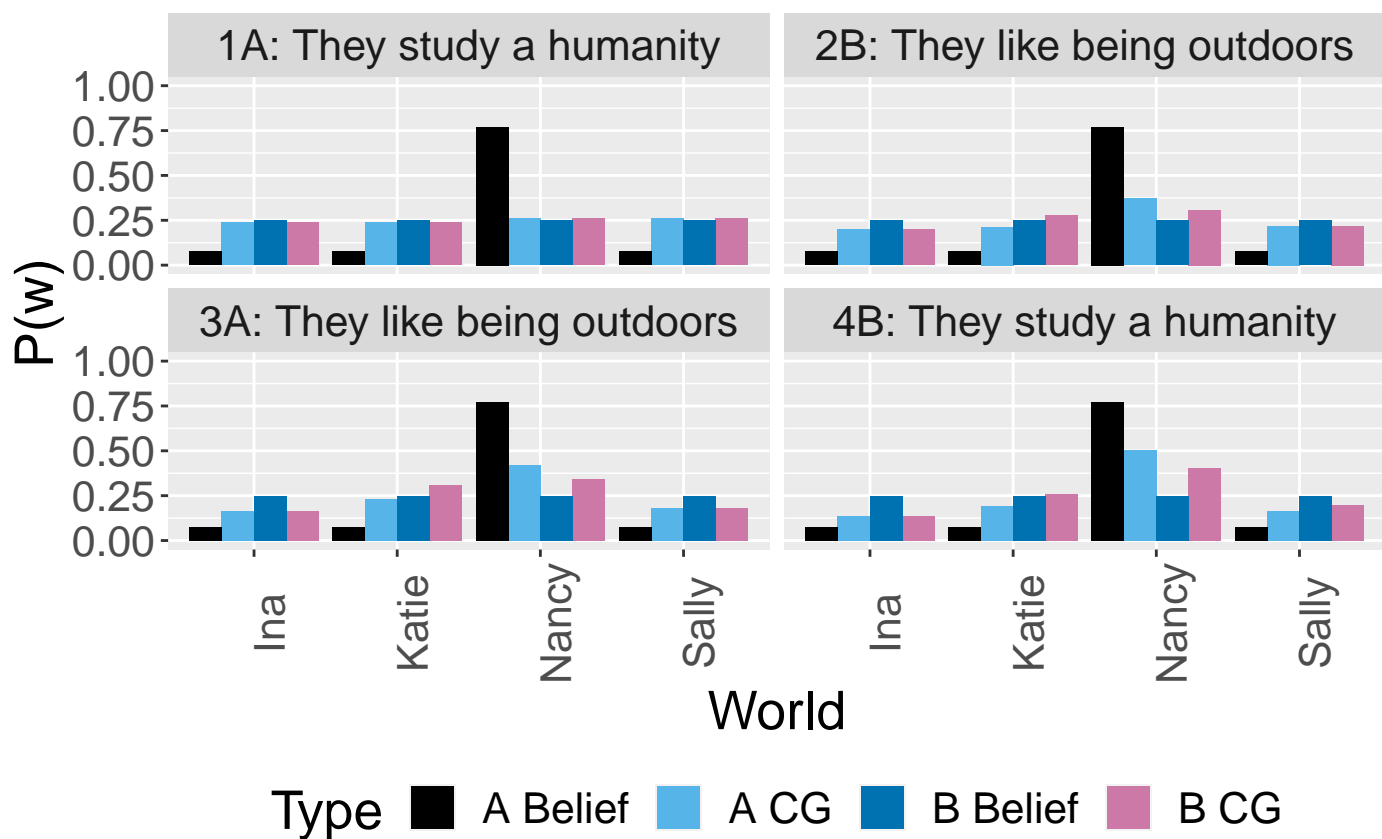 1A: They study a humanity
2B: They like being outdoors
1.00
0.75
0.50
0.25
0.00
3A: They like being outdoors
4B: They study a humanity
1.00
0.75
0.50
0.25
0.00
P(w)
Ina Katie Nancy Sally
Ina Katie Nancy Sally
World
Type A Belief A CG B Belief B CG